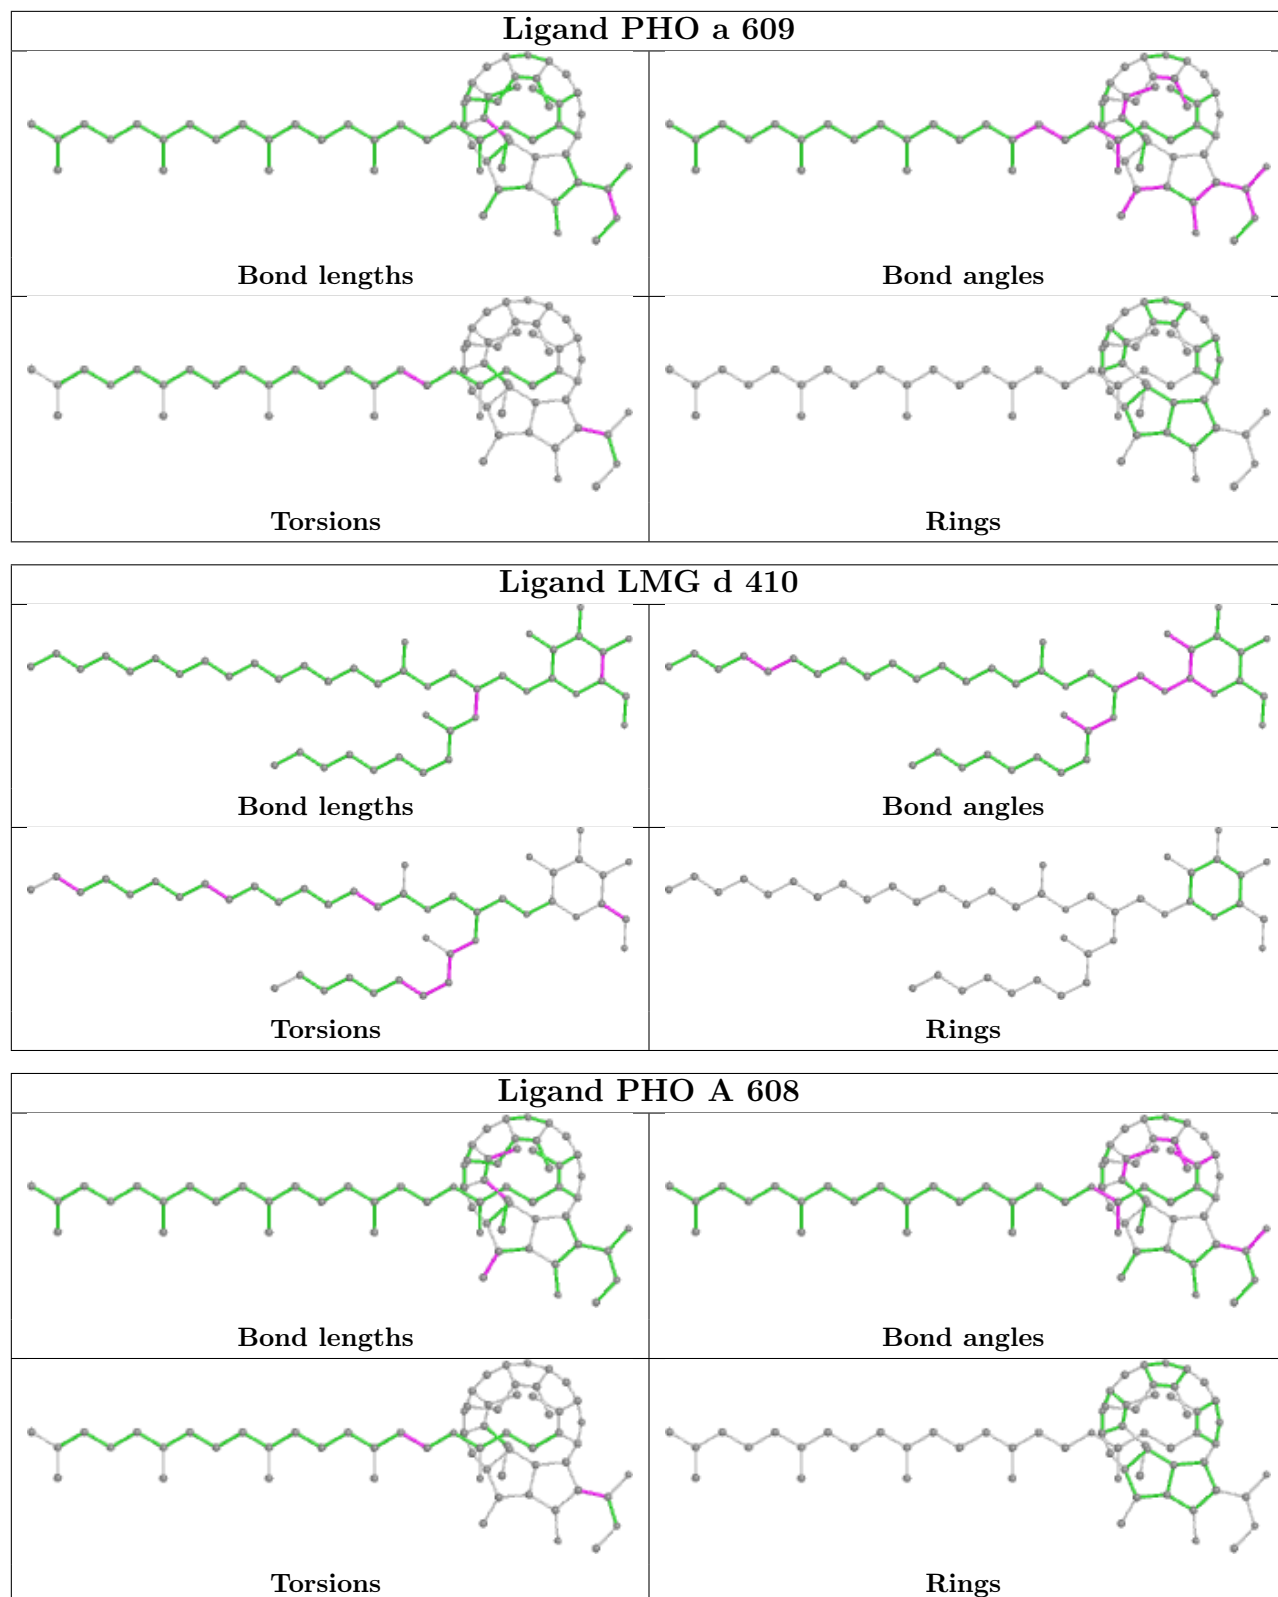 Ligand PHO a 609
Bond lengths
Bond angles
Torsions
Rings
Ligand LMG d 410
Bond lengths
Bond angles
Torsions
Rings
Ligand PHO A 608
Bond lengths
Bond angles
Torsions
Rings